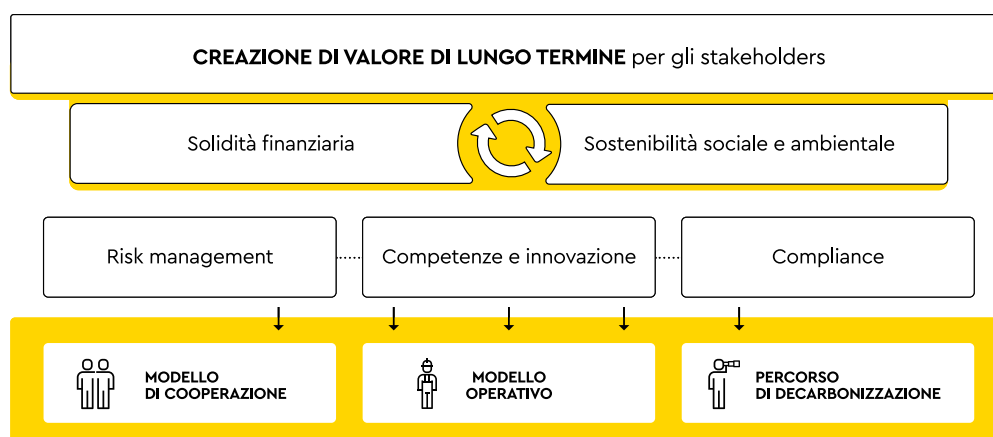 CREAZIONE DI VALORE DI LUNGO TERMINE per gli stakeholders
Solidità finanziaria
Sostenibilità sociale e ambientale
Risk management
Competenze e innovazione
Compliance
MODELLO
DI COOPERAZIONE
MODELLO
OPERATIVO
PERCORSO
DI DECARBONIZZAZIONE